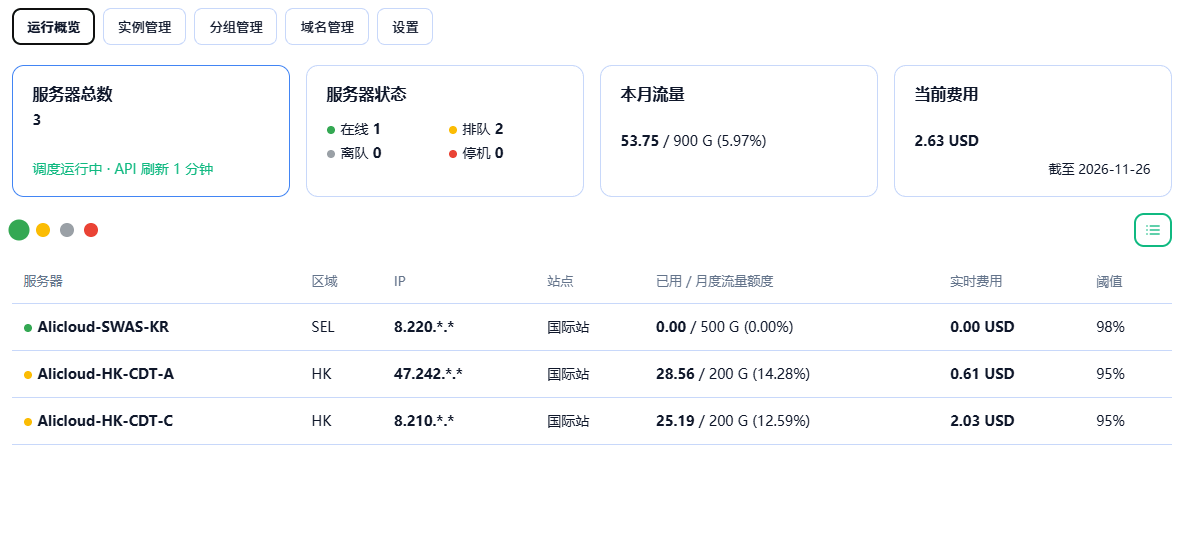 运行概览 实例管理 分组管理 域名管理 设置
服务器总数
3
调度运行中 · API 刷新 1 分钟
服务器状态
在线 1 排队 2
离队 0 停机 0
本月流量
53.75 / 900 G (5.97%)
当前费用
2.63 USD
截至 2026-11-26
服务器 区域 IP 站点 已用 / 月度流量额度 实时费用 阈值
Alicloud-SWAS-KR SEL 8.220.*.* 国际站 0.00 / 500 G (0.00%) 0.00 USD 98%
Alicloud-HK-CDT-A HK 47.242.*.* 国际站 28.56 / 200 G (14.28%) 0.61 USD 95%
Alicloud-HK-CDT-C HK 8.210.*.* 国际站 25.19 / 200 G (12.59%) 2.03 USD 95%